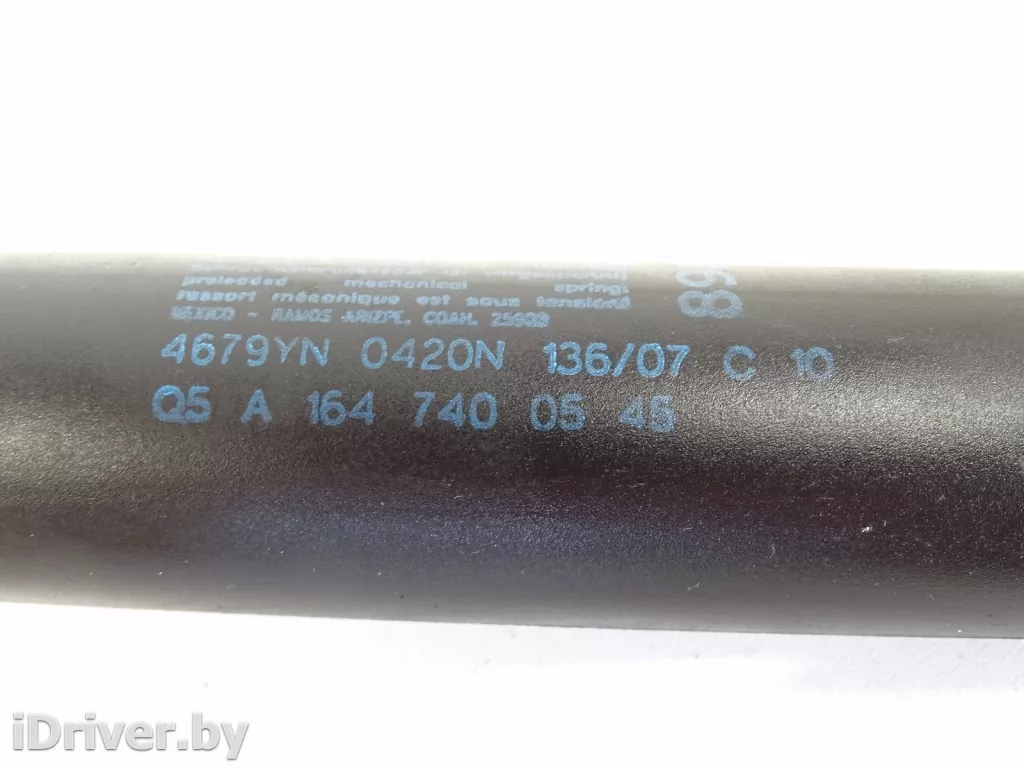 preloaded mechanical spring!
ressort mécanique est sous tension!
MEXICO - RAMOS ARIZPE, COAH. 25900
4679YN 0420N 136/07 C 10
Q5 A 164 740 05 45
68
iDriver.by